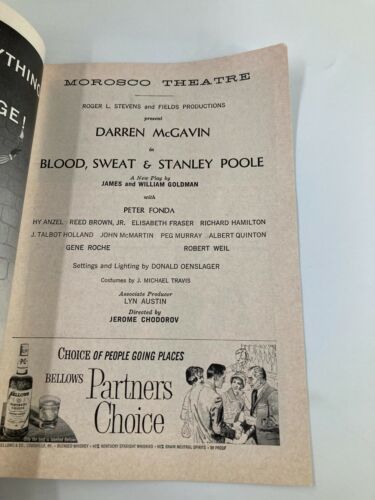 YTHING
GE!
MOROSCO THEATRE
ROGER L. STEVENS and FIELDS PRODUCTIONS
present
DARREN McGAVIN
in
BLOOD, SWEAT & STANLEY POOLE
A New Play by
JAMES and WILLIAM GOLDMAN
with
PETER FONDA
HY ANZEL REED BROWN, JR. ELISABETH FRASER RICHARD HAMILTON
J. TALBOT HOLLAND JOHN McMARTIN PEG MURRAY ALBERT QUINTON
GENE ROCHE ROBERT WEIL
Settings and Lighting by DONALD OENSLAGER
Costumes by J. MICHAEL TRAVIS
Associate Producer
LYN AUSTIN
Directed by
JEROME CHODOROV
CHOICE OF PEOPLE GOING PLACES
BELLOWS Partners
Choice
BELLOWS